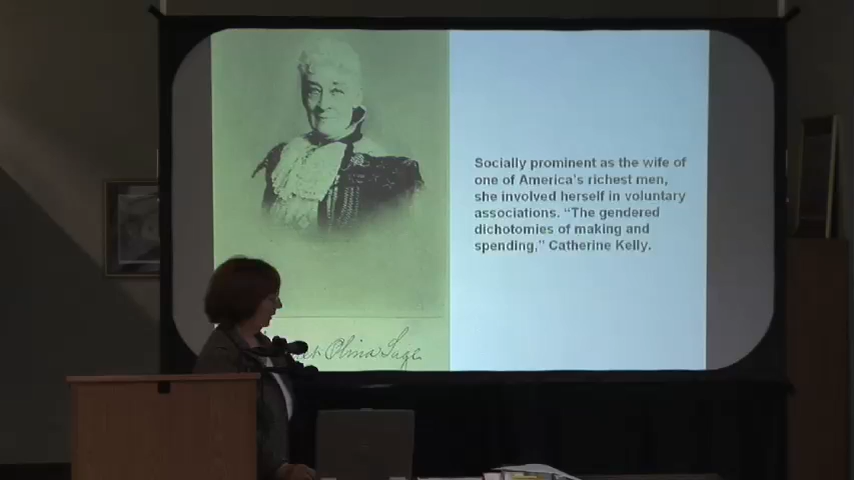 Socially prominent as the wife of
one of America's richest men,
she involved herself in voluntary
associations. "The gendered
dichotomies of making and
spending," Catherine Kelly.
Olivia Sage